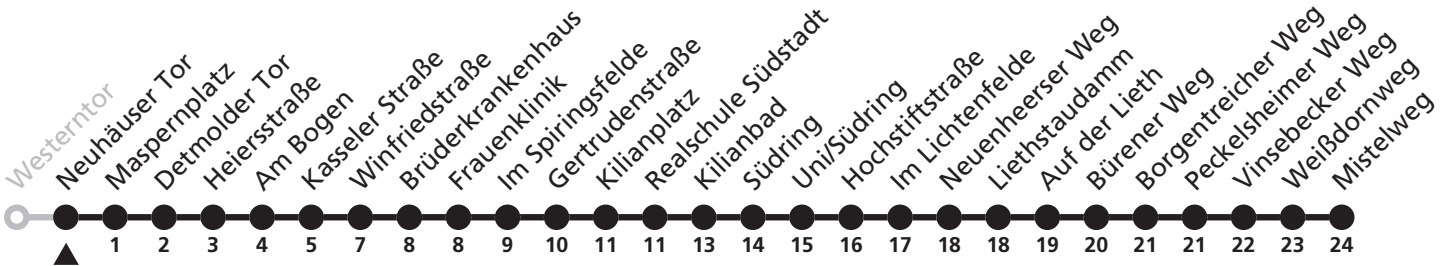 Westerntor
Neuhäuser Tor
Maspernplatz
Detmolder Tor
Heiersstraße
Am Bogen
Kasseler Straße
Winfriedstraße
Brüderkrankenhaus
Frauenklinik
Im Spiringsfelde
Gertrudenstraße
Kilianplatz
Realschule Südstadt
Kilianbad
Südring
Uni/Südring
Hochstiftstraße
Im Lichtenfelde
Neuenheerser Weg
Liethstaudamm
Auf der Lieth
Bürener Weg
Borgentreicher Weg
Peckelsheimer Weg
Vinsebecker Weg
Weißdornweg
Mistelweg
1 2 3 4 5 7 8 8 9 10 11 11 13 14 15 16 17 18 18 19 20 21 21 22 23 24